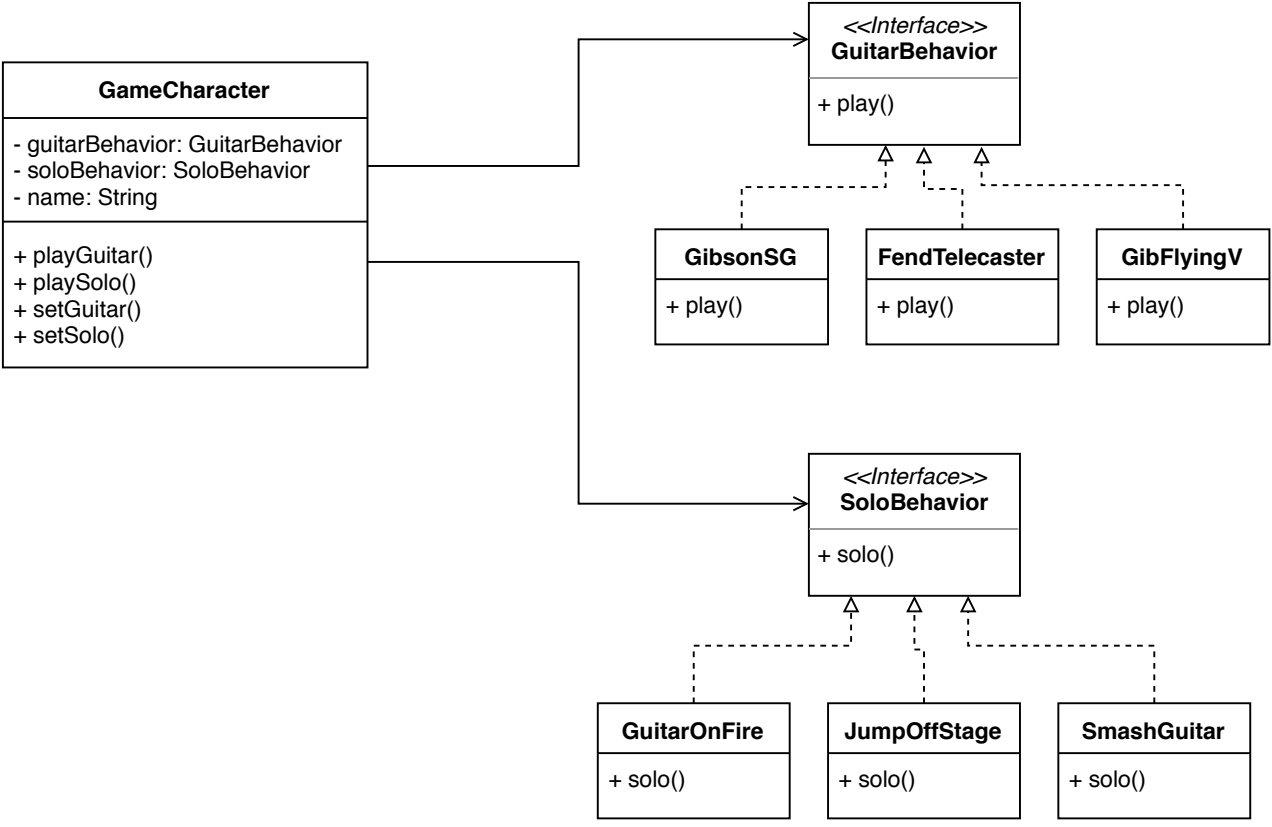 GameCharacter
- guitarBehavior: GuitarBehavior
- soloBehavior: SoloBehavior
- name: String
+ playGuitar()
+ playSolo()
+ setGuitar()
+ setSolo()
<<Interface>>
GuitarBehavior
+ play()
GibsonSG
+ play()
FendTelecaster
+ play()
GibFlyingV
+ play()
<<Interface>>
SoloBehavior
+ solo()
GuitarOnFire
+ solo()
JumpOffStage
+ solo()
SmashGuitar
+ solo()